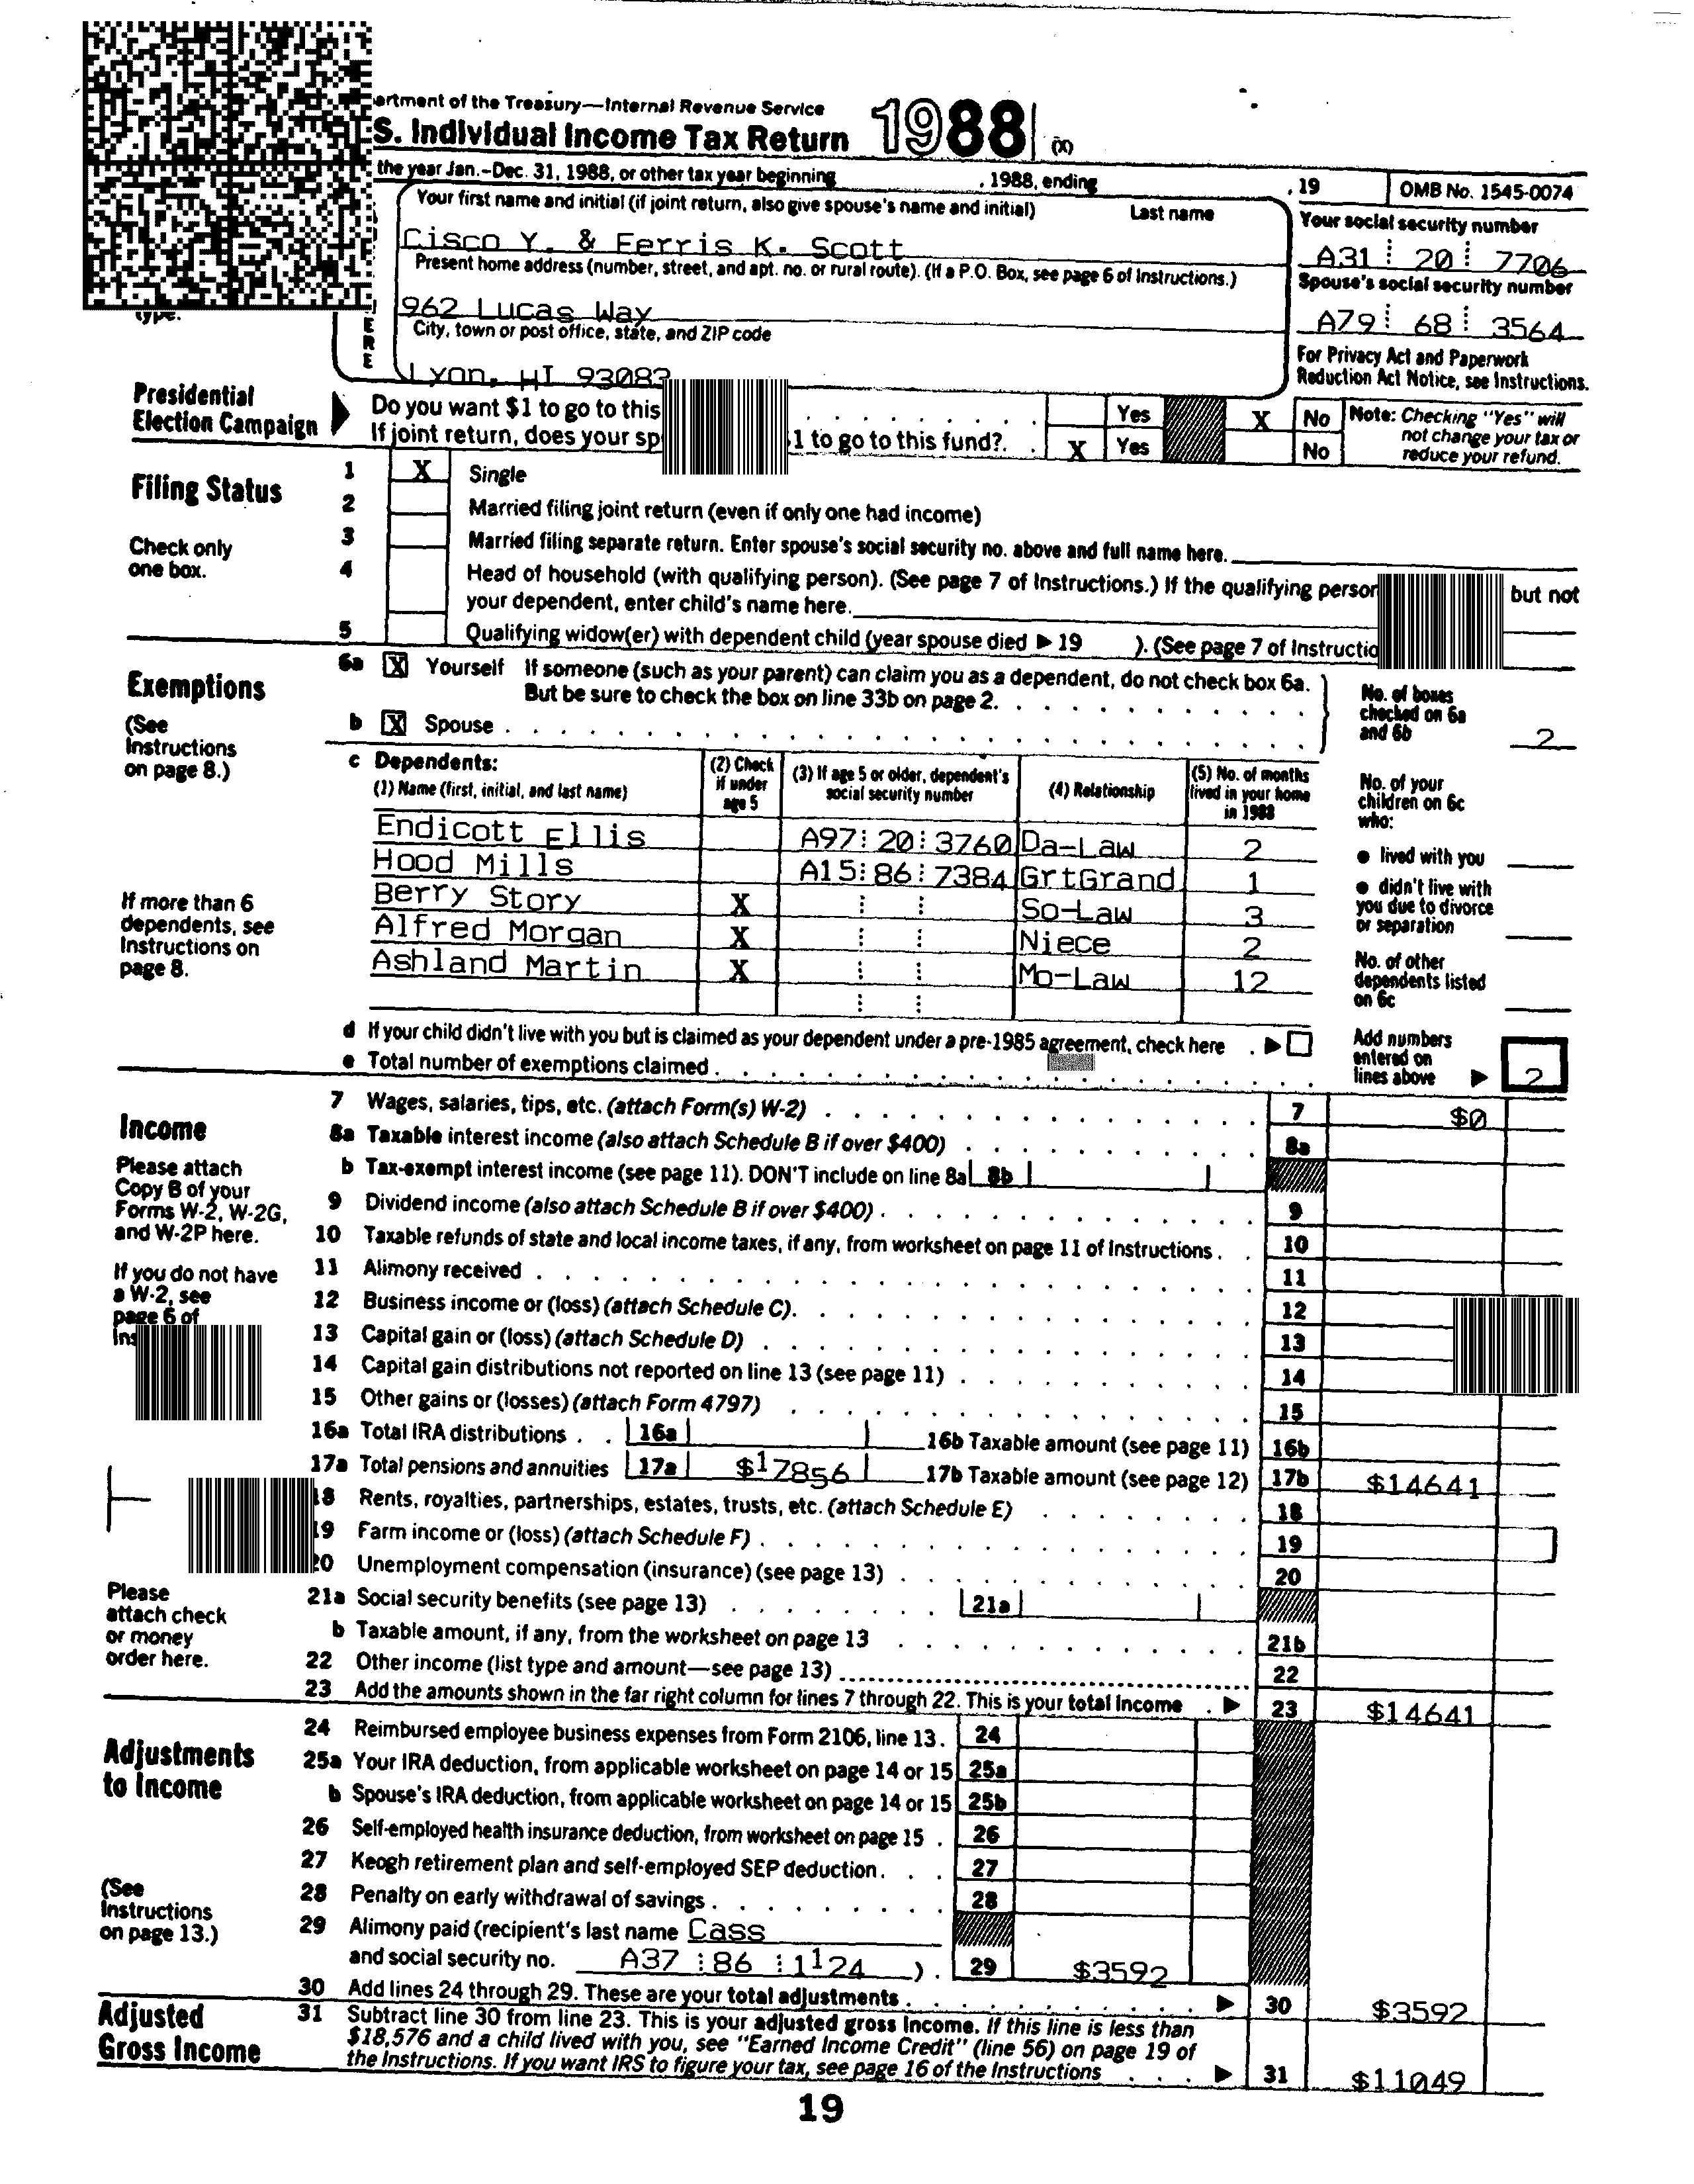 artment of the Treasury—Internal Revenue Service
S. Individual Income Tax Return 1988 (X)
the year Jan.-Dec. 31, 1988, or other tax year beginning , 1988, ending , 19 OMB No. 1545-0074
Your first name and initial (if joint return, also give spouse's name and initial) Last name Your social security number
Cisco Y. & Ferris K. Scott A31 20 7706
Present home address (number, street, and apt. no. or rural route). (If a P.O. Box, see page 6 of Instructions.) Spouse's social security number
962 Lucas Way A79 68 3564
type. ERE City, town or post office, state, and ZIP code For Privacy Act and Paperwork
Lyon, HI 93083 Reduction Act Notice, see Instructions.
Presidential Election Campaign
Do you want $1 to go to this Yes X No
If joint return, does your sp 1 to go to this fund? X Yes No
Note: Checking "Yes" will not change your tax or reduce your refund.
Filing Status
Check only one box.
1 X Single
2 Married filing joint return (even if only one had income)
3 Married filing separate return. Enter spouse's social security no. above and full name here.
4 Head of household (with qualifying person). (See page 7 of Instructions.) If the qualifying person but not
your dependent, enter child's name here.
5 Qualifying widow(er) with dependent child (year spouse died ▶ 19 ). (See page 7 of Instructio
Exemptions
(See Instructions on page 8.)
6a X Yourself If someone (such as your parent) can claim you as a dependent, do not check box 6a.
But be sure to check the box on line 33b on page 2.
b X Spouse
No. of boxes checked on 6a and 6b 2
c Dependents:
(1) Name (first, initial, and last name) (2) Check if under age 5 (3) If age 5 or older, dependent's social security number (4) Relationship (5) No. of months lived in your home in 1988
Endicott Ellis A97 20 3760 Da-Law 2
Hood Mills A15 86 7384 GrtGrand 1
Berry Story X So-Law 3
Alfred Morgan X Niece 2
Ashland Martin X Mo-Law 12
If more than 6 dependents, see Instructions on page 8.
No. of your children on 6c who:
● lived with you
● didn't live with you due to divorce or separation
No. of other dependents listed on 6c
d If your child didn't live with you but is claimed as your dependent under a pre-1985 agreement, check here ▶
e Total number of exemptions claimed
Add numbers entered on lines above ▶ 2
Income
Please attach Copy B of your Forms W-2, W-2G, and W-2P here.
If you do not have a W-2, see page 6 of Ins
7 Wages, salaries, tips, etc. (attach Form(s) W-2) 7 $0
8a Taxable interest income (also attach Schedule B if over $400) 8a
b Tax-exempt interest income (see page 11). DON'T include on line 8a 8b
9 Dividend income (also attach Schedule B if over $400) 9
10 Taxable refunds of state and local income taxes, if any, from worksheet on page 11 of Instructions 10
11 Alimony received 11
12 Business income or (loss) (attach Schedule C) 12
13 Capital gain or (loss) (attach Schedule D) 13
14 Capital gain distributions not reported on line 13 (see page 11) 14
15 Other gains or (losses) (attach Form 4797) 15
16a Total IRA distributions 16a 16b Taxable amount (see page 11) 16b
17a Total pensions and annuities 17a $17856 17b Taxable amount (see page 12) 17b $14641
18 Rents, royalties, partnerships, estates, trusts, etc. (attach Schedule E) 18
19 Farm income or (loss) (attach Schedule F) 19
20 Unemployment compensation (insurance) (see page 13) 20
Please attach check or money order here.
21a Social security benefits (see page 13) 21a
b Taxable amount, if any, from the worksheet on page 13 21b
22 Other income (list type and amount—see page 13) 22
23 Add the amounts shown in the far right column for lines 7 through 22. This is your total income ▶ 23 $14641
Adjustments to Income
(See Instructions on page 13.)
24 Reimbursed employee business expenses from Form 2106, line 13 24
25a Your IRA deduction, from applicable worksheet on page 14 or 15 25a
b Spouse's IRA deduction, from applicable worksheet on page 14 or 15 25b
26 Self-employed health insurance deduction, from worksheet on page 15 26
27 Keogh retirement plan and self-employed SEP deduction 27
28 Penalty on early withdrawal of savings 28
29 Alimony paid (recipient's last name Cass
and social security no. A37 86 1124 ) 29 $3592
30 Add lines 24 through 29. These are your total adjustments ▶ 30 $3592
Adjusted Gross Income
31 Subtract line 30 from line 23. This is your adjusted gross income. If this line is less than
$18,576 and a child lived with you, see "Earned Income Credit" (line 56) on page 19 of
the Instructions. If you want IRS to figure your tax, see page 16 of the Instructions ▶ 31 $11049
19